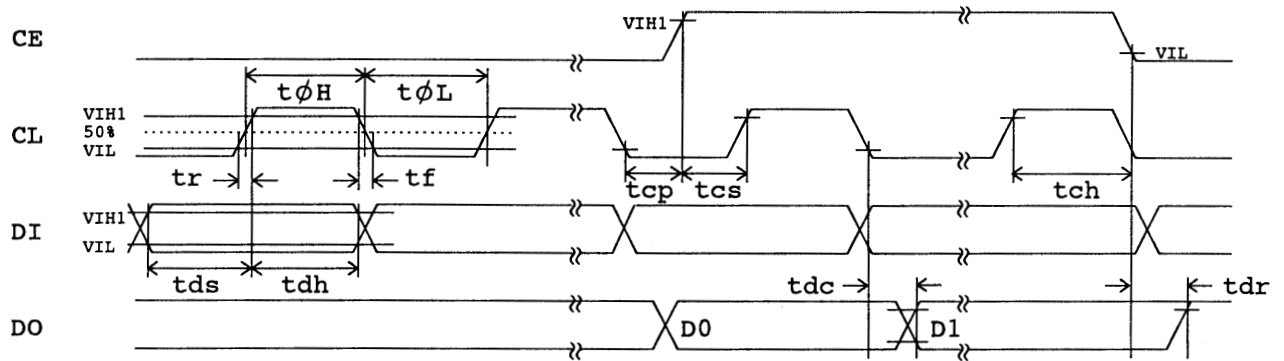 CE
VIH1
VIL
tφH
tφL
CL
VIH1
50%
VIL
tr
tf
tcp
tcs
tch
DI
VIH1
VIL
tds
tdh
tdc
tdr
DO
D0
D1